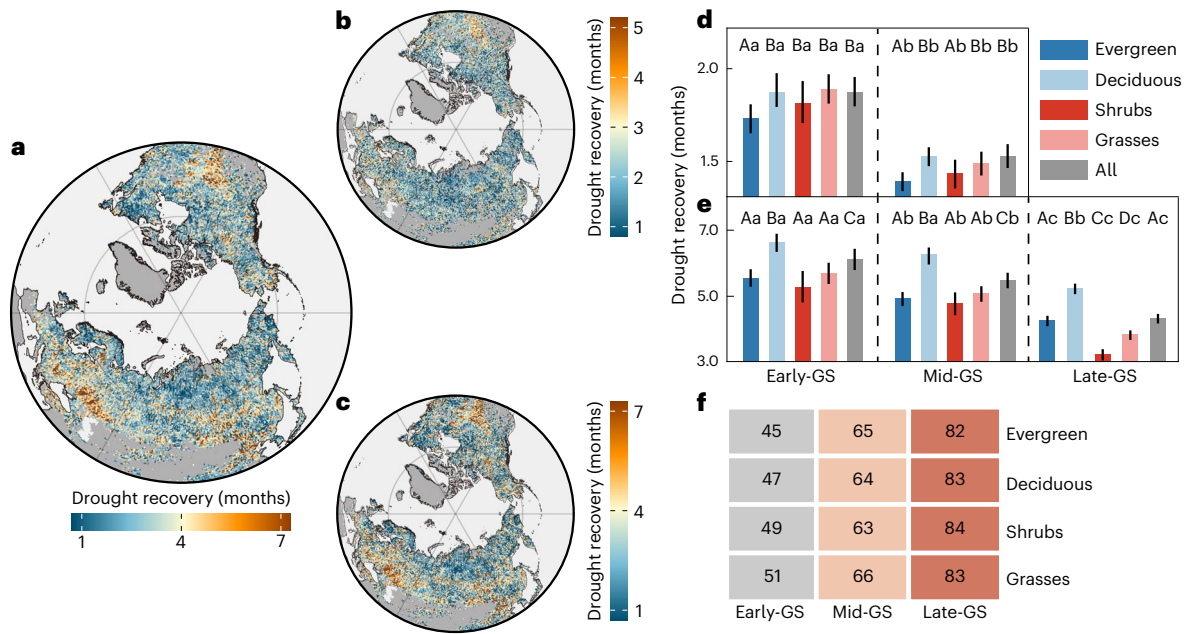 a
Drought recovery (months)
1 4 7
b
Drought recovery (months)
5
4
3
2
1
c
Drought recovery (months)
7
4
1
d
Drought recovery (months)
2.0
1.5
Aa Ba Ba Ba Ba
Ab Bb Ab Bb Bb
Evergreen
Deciduous
Shrubs
Grasses
All
e
7.0
5.0
3.0
Aa Ba Aa Aa Ca
Ab Ba Ab Ab Cb
Ac Bb Cc Dc Ac
Early-GS Mid-GS Late-GS
f
45 65 82 Evergreen
47 64 83 Deciduous
49 63 84 Shrubs
51 66 83 Grasses
Early-GS Mid-GS Late-GS